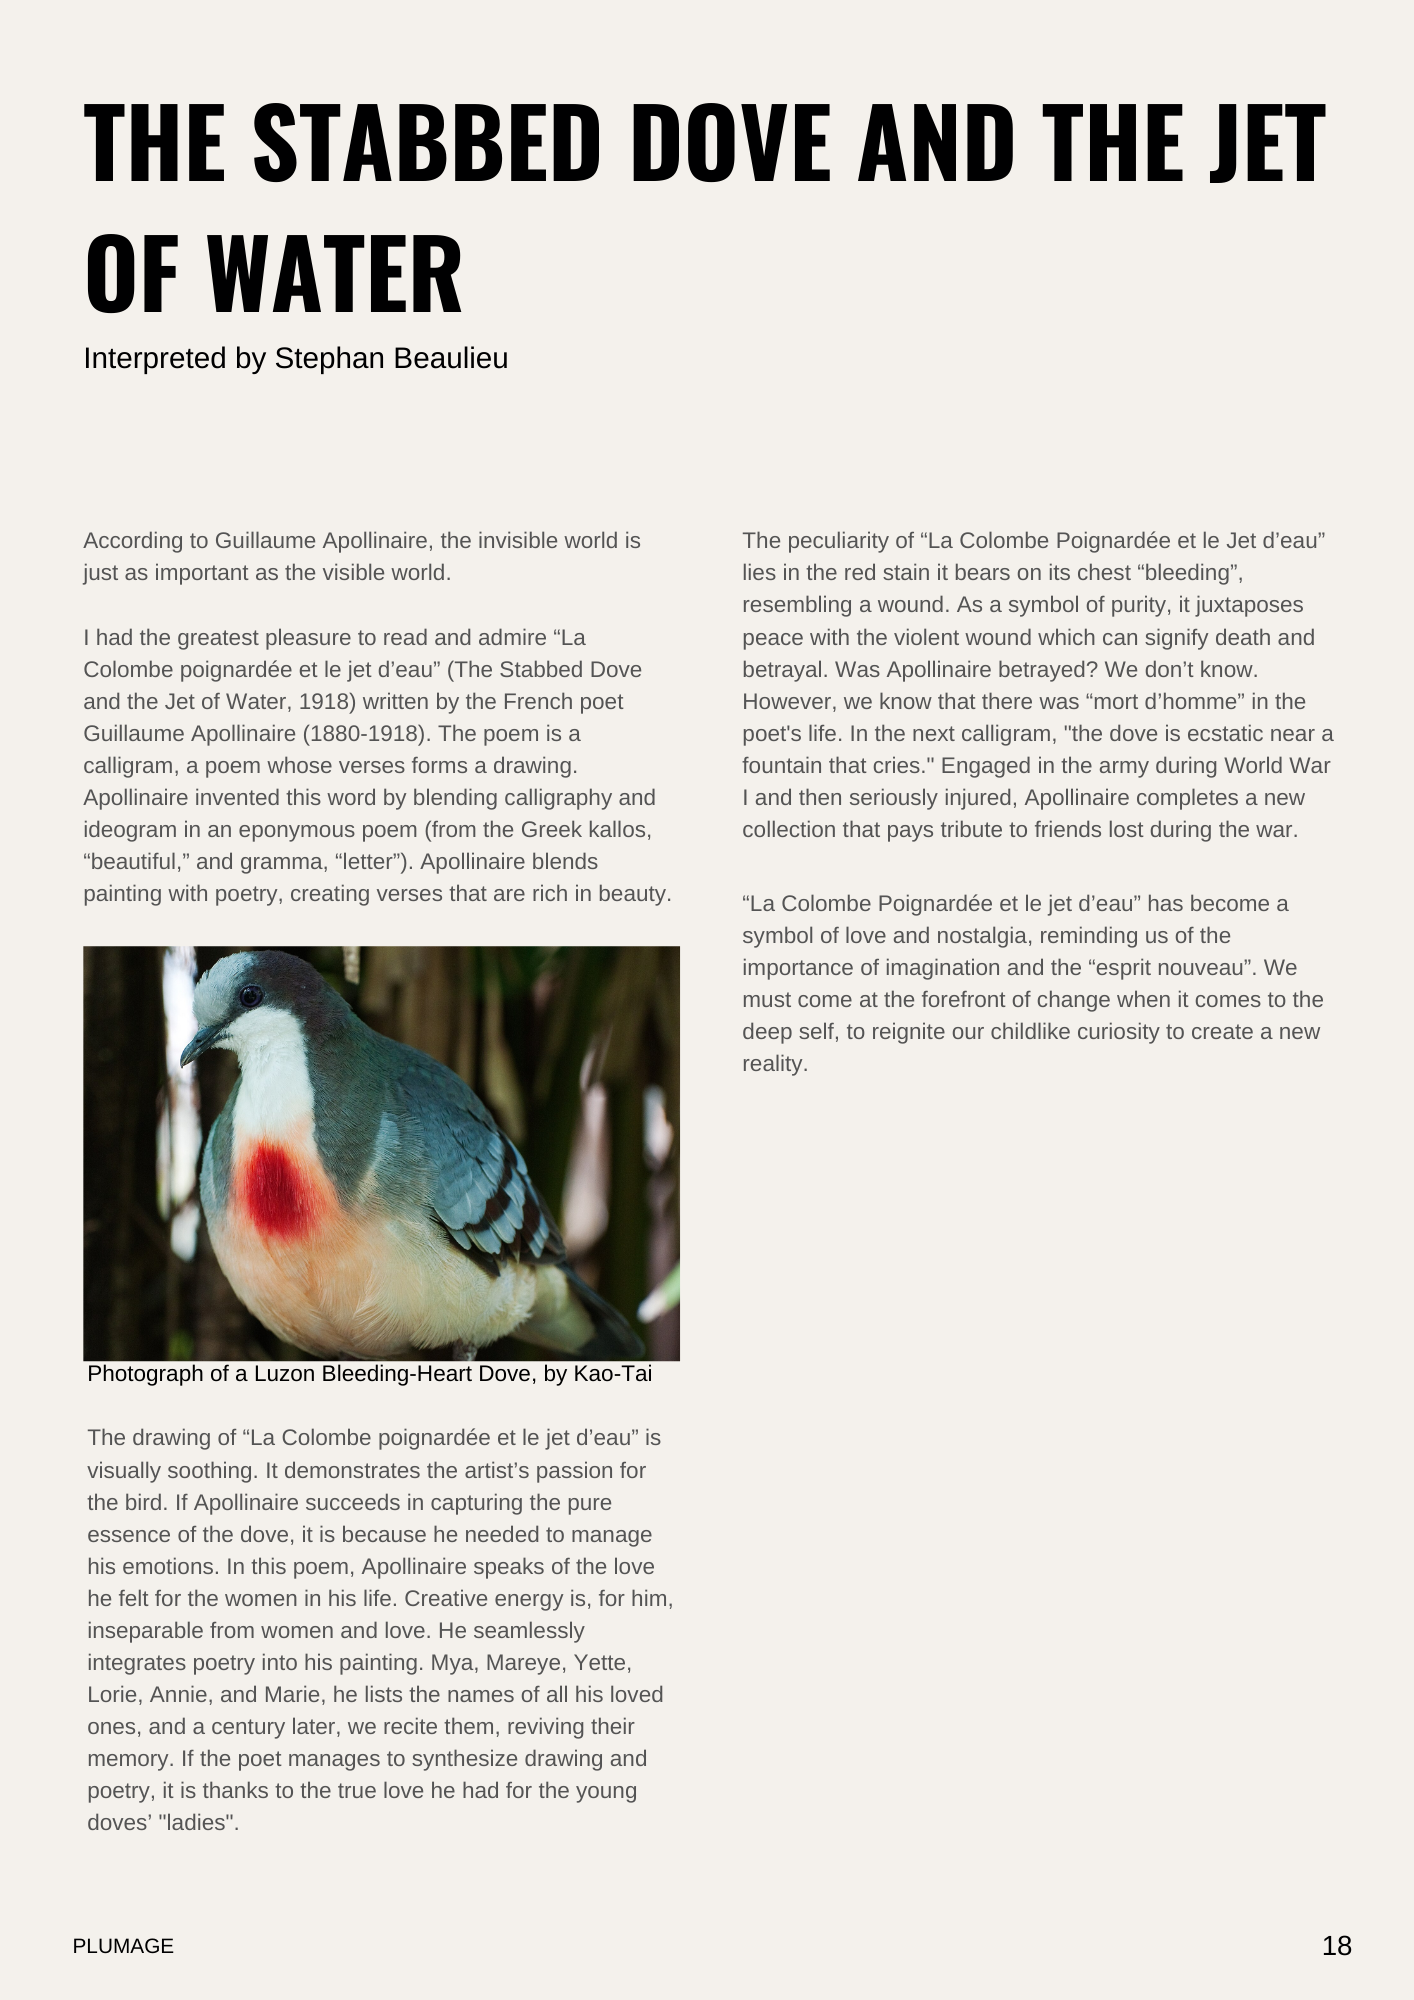 THE STABBED DOVE AND THE JET
OF WATER
Interpreted by Stephan Beaulieu
According to Guillaume Apollinaire, the invisible world is
just as important as the visible world.
I had the greatest pleasure to read and admire “La
Colombe poignardée et le jet d’eau” (The Stabbed Dove
and the Jet of Water, 1918) written by the French poet
Guillaume Apollinaire (1880-1918). The poem is a
calligram, a poem whose verses forms a drawing.
Apollinaire invented this word by blending calligraphy and
ideogram in an eponymous poem (from the Greek kallos,
“beautiful,” and gramma, “letter”). Apollinaire blends
painting with poetry, creating verses that are rich in beauty.
Photograph of a Luzon Bleeding-Heart Dove, by Kao-Tai
The drawing of “La Colombe poignardée et le jet d’eau” is
visually soothing. It demonstrates the artist’s passion for
the bird. If Apollinaire succeeds in capturing the pure
essence of the dove, it is because he needed to manage
his emotions. In this poem, Apollinaire speaks of the love
he felt for the women in his life. Creative energy is, for him,
inseparable from women and love. He seamlessly
integrates poetry into his painting. Mya, Mareye, Yette,
Lorie, Annie, and Marie, he lists the names of all his loved
ones, and a century later, we recite them, reviving their
memory. If the poet manages to synthesize drawing and
poetry, it is thanks to the true love he had for the young
doves’ "ladies".
The peculiarity of “La Colombe Poignardée et le Jet d’eau”
lies in the red stain it bears on its chest “bleeding”,
resembling a wound. As a symbol of purity, it juxtaposes
peace with the violent wound which can signify death and
betrayal. Was Apollinaire betrayed? We don’t know.
However, we know that there was “mort d’homme” in the
poet's life. In the next calligram, "the dove is ecstatic near a
fountain that cries." Engaged in the army during World War
I and then seriously injured, Apollinaire completes a new
collection that pays tribute to friends lost during the war.
“La Colombe Poignardée et le jet d’eau” has become a
symbol of love and nostalgia, reminding us of the
importance of imagination and the “esprit nouveau”. We
must come at the forefront of change when it comes to the
deep self, to reignite our childlike curiosity to create a new
reality.
PLUMAGE
18